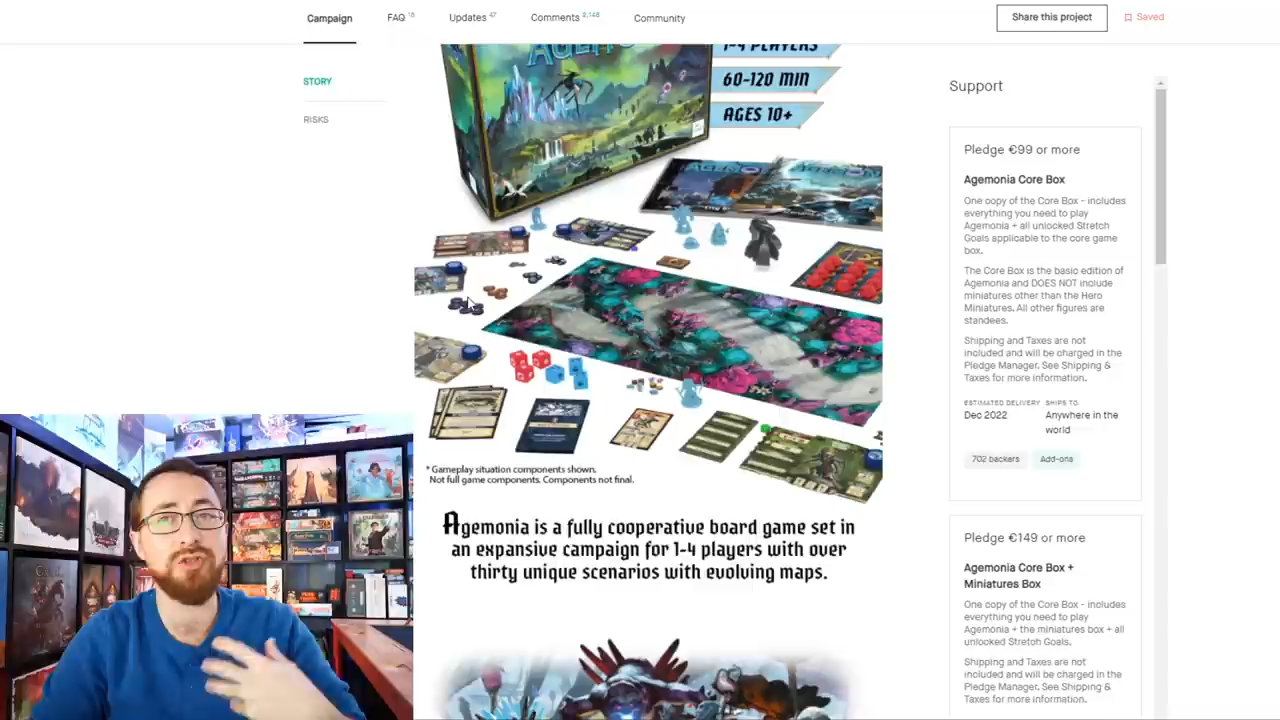 Campaign
FAQ 15
Updates 47
Comments 9,148
Community
Share this project
Saved
STORY
RISKS
1-4 PLAYERS
60-120 MIN
AGES 10+
* Gameplay situation components shown.
Not full game components. Components not final.
Agemonia is a fully cooperative board game set in
an expansive campaign for 1-4 players with over
thirty unique scenarios with evolving maps.
Support
Pledge €99 or more
Agemonia Core Box
One copy of the Core Box - includes
everything you need to play
Agemonia + all unlocked Stretch
Goals applicable to the core game
box.
The Core Box is the basic edition of
Agemonia and DOES NOT include
miniatures other than the Hero
Miniatures. All other figures are
standees.
Shipping and Taxes are not
included and will be charged in the
Pledge Manager. See Shipping &
Taxes for more information.
ESTIMATED DELIVERY
SHIPS TO
Dec 2022
Anywhere in the
world
702 backers
Add-ons
Pledge €149 or more
Agemonia Core Box +
Miniatures Box
One copy of the Core Box - includes
everything you need to play
Agemonia + the miniatures box + all
unlocked Stretch Goals.
Shipping and Taxes are not
included and will be charged in the
Pledge Manager. See Shipping &
Taxes for more information.